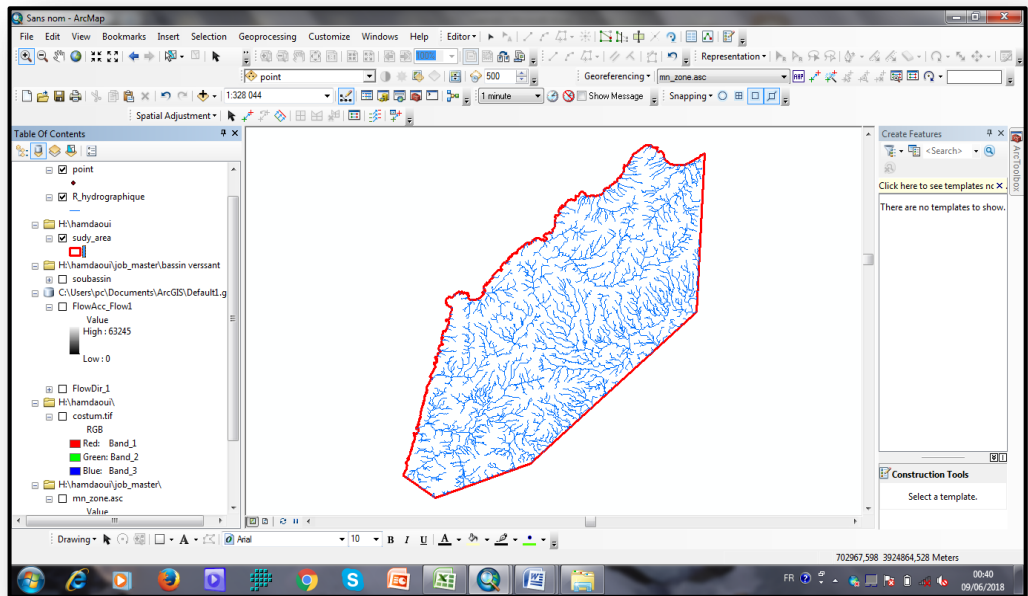 Sans nom - ArcMap
File Edit View Bookmarks Insert Selection Geoprocessing Customize Windows Help Editor
100% Representation
point 500 Georeferencing mn_zone.asc
1:328 044 1 minute Show Message Snapping
Spatial Adjustment
Table Of Contents
point
R_hydrographique
H:\hamdaoui
sudy_area
H:\hamdaoui\job_master\bassin verssant
soubassin
C:\Users\pc\Documents\ArcGIS\Default1.g
FlowAcc_Flow1
Value
High : 63245
Low : 0
FlowDir_1
H:\hamdaoui\
costum.tif
RGB
Red: Band_1
Green: Band_2
Blue: Band_3
H:\hamdaoui\job_master\
mn_zone.asc
Value
Create Features
<Search>
Click here to see templates nc
There are no templates to show.
Construction Tools
Select a template.
ArcToolbox
Drawing A Arial 10 B I U A
702967,598 3924864,528 Meters
FR 00:40
09/06/2018